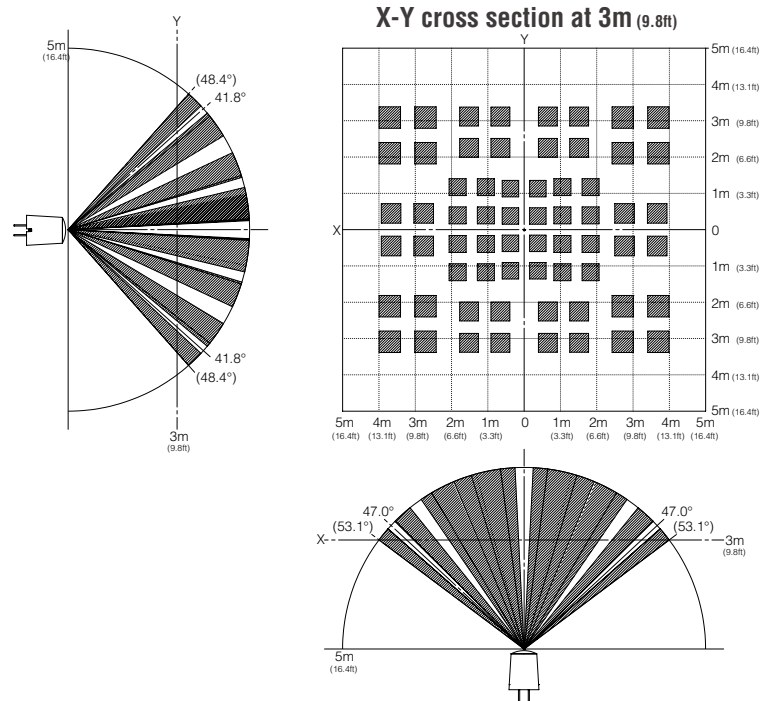 X-Y cross section at 3m (9.8ft)
Y
5m
(16.4ft)
(48.4°)
41.8°
41.8°
(48.4°)
3m
(9.8ft)
Y
X
5m (16.4ft)
4m (13.1ft)
3m (9.8ft)
2m (6.6ft)
1m (3.3ft)
0
1m (3.3ft)
2m (6.6ft)
3m (9.8ft)
4m (13.1ft)
5m (16.4ft)
5m 4m 3m 2m 1m 0 1m 2m 3m 4m 5m
(16.4ft) (13.1ft) (9.8ft) (6.6ft) (3.3ft) (3.3ft) (6.6ft) (9.8ft) (13.1ft) (16.4ft)
47.0° 47.0°
(53.1°) (53.1°)
X 3m
(9.8ft)
5m
(16.4ft)